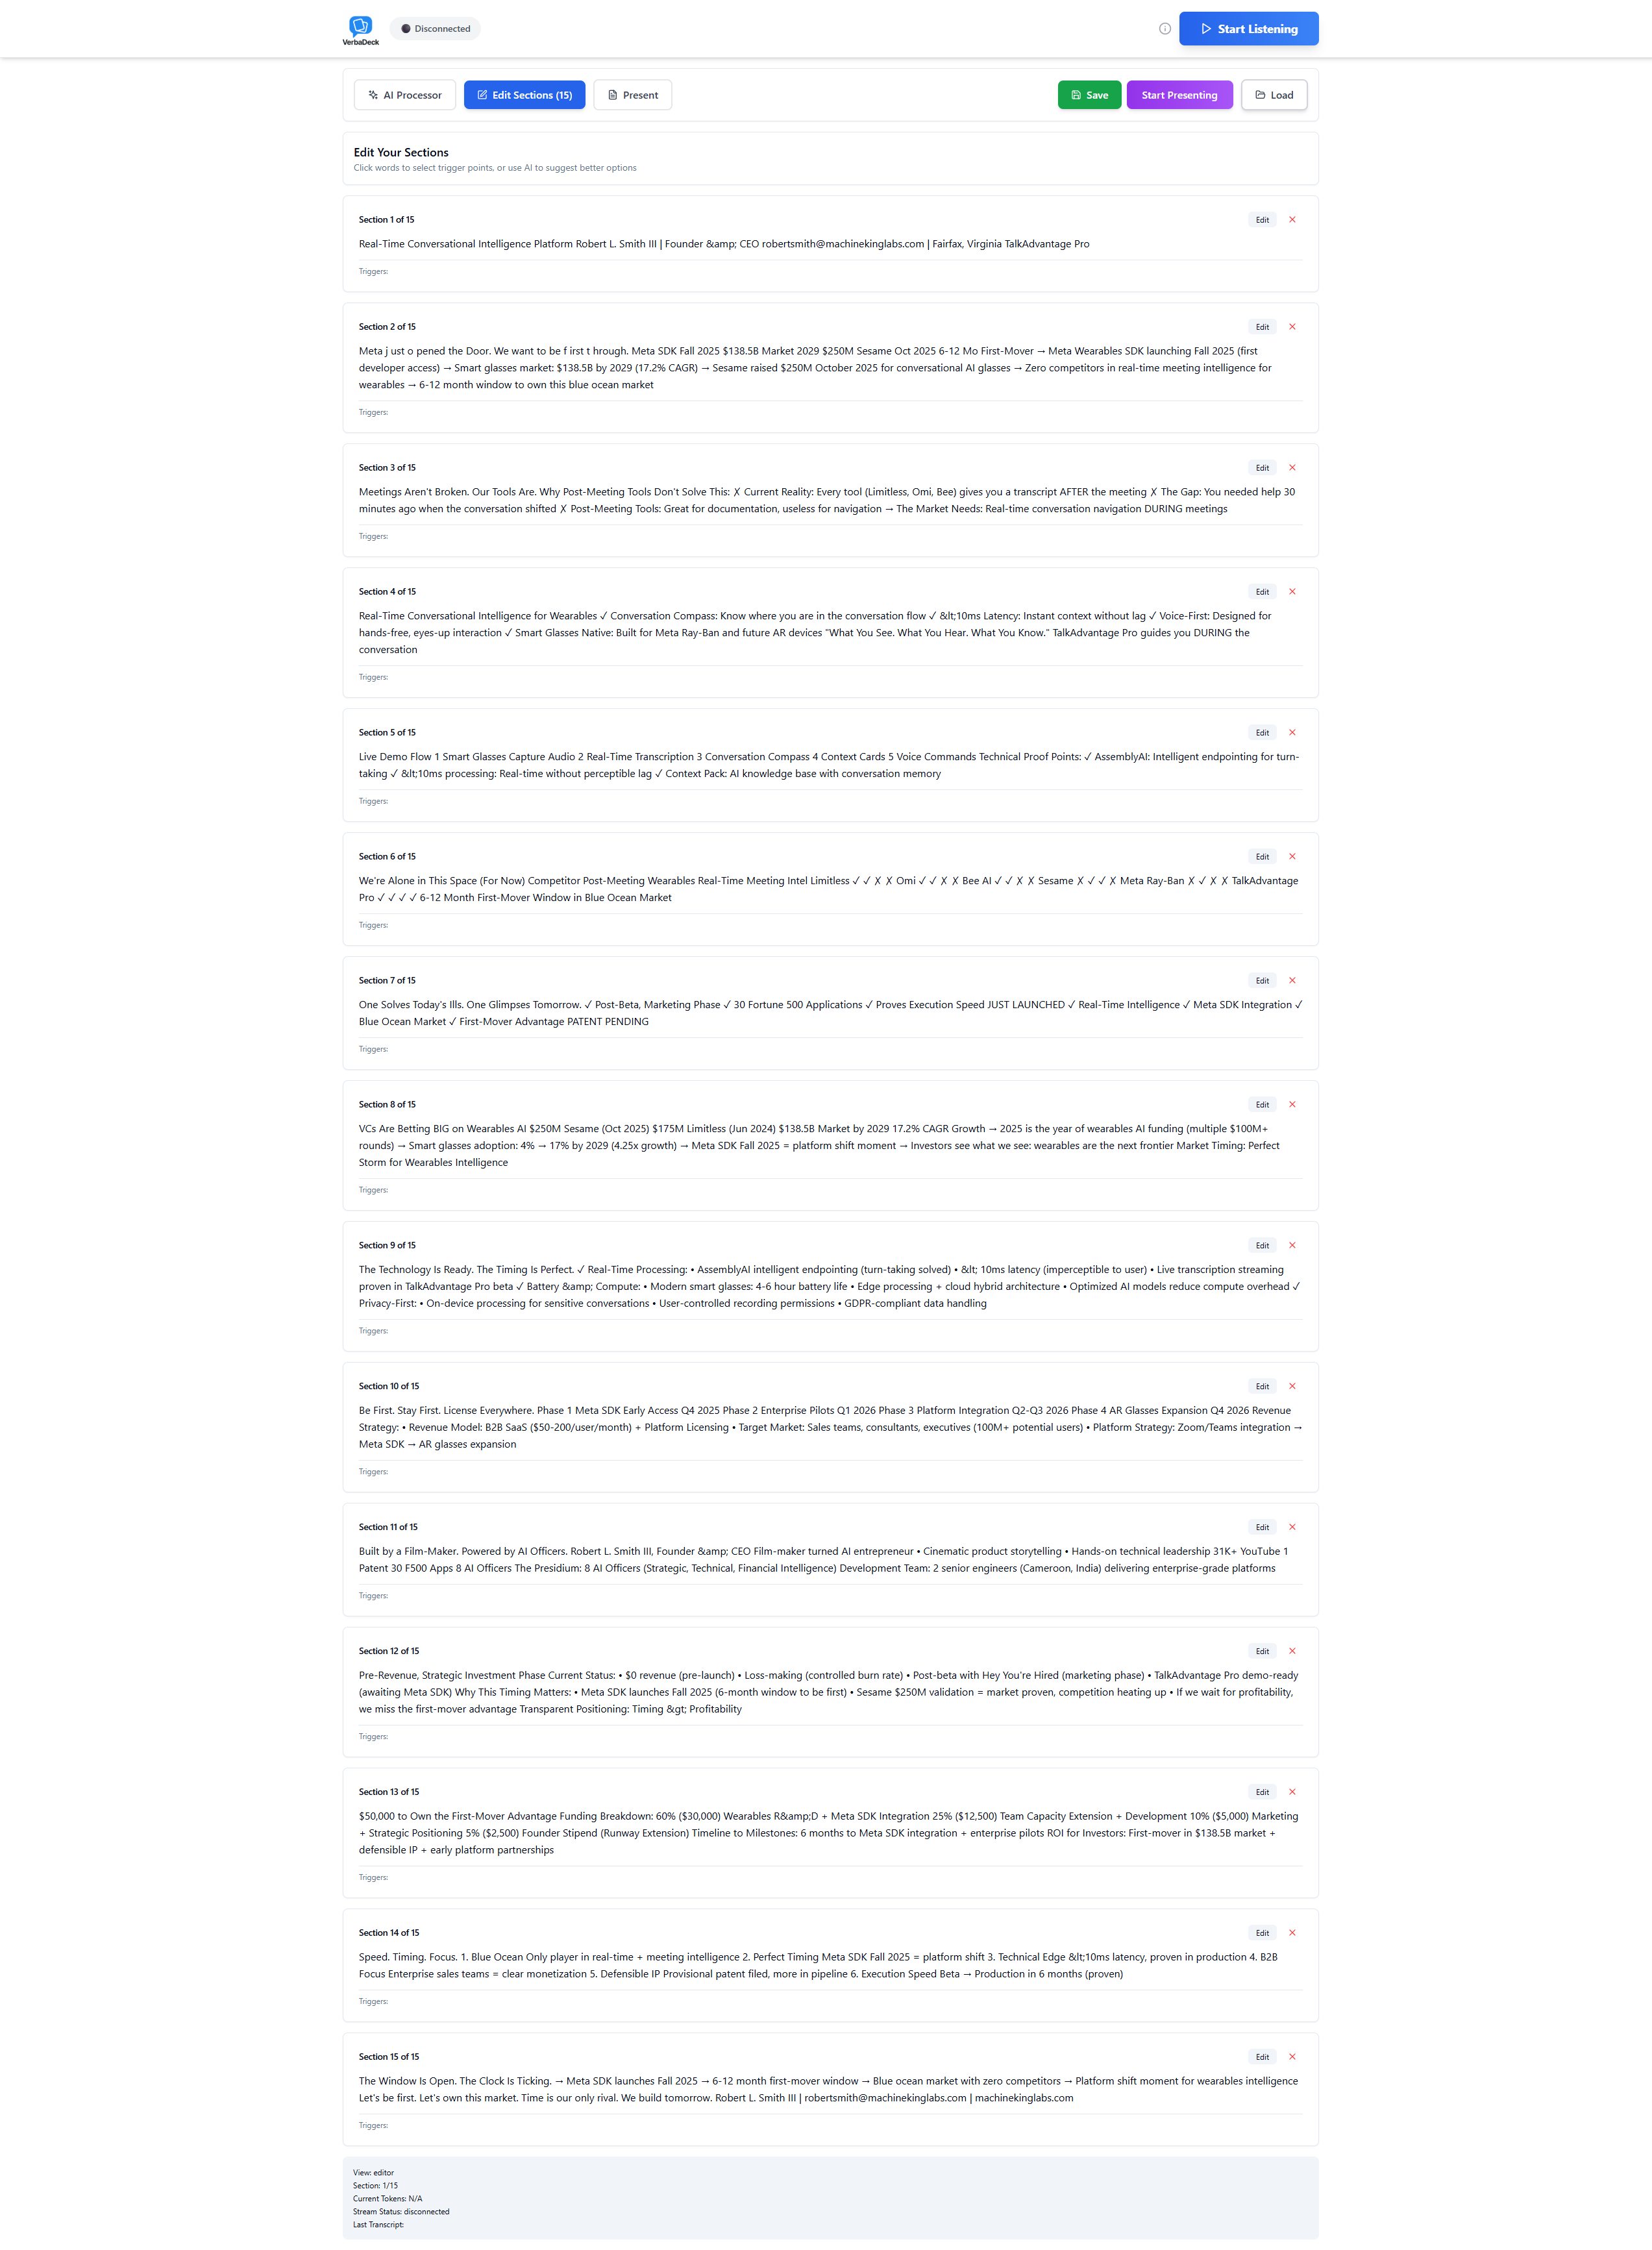 VerbaDeck
Disconnected
Start Listening
AI Processor
Edit Sections (15)
Present
Save
Start Presenting
Load
Edit Your Sections
Click words to select trigger points, or use AI to suggest better options
Section 1 of 15
Edit
Real-Time Conversational Intelligence Platform Robert L. Smith III | Founder &amp; CEO robertsmith@machinekinglabs.com | Fairfax, Virginia TalkAdvantage Pro
Triggers:
Section 2 of 15
Edit
Meta j ust o pened the Door. We want to be f irst t hrough. Meta SDK Fall 2025 $138.5B Market 2029 $250M Sesame Oct 2025 6-12 Mo First-Mover → Meta Wearables SDK launching Fall 2025 (first
developer access) → Smart glasses market: $138.5B by 2029 (17.2% CAGR) → Sesame raised $250M October 2025 for conversational AI glasses → Zero competitors in real-time meeting intelligence for
wearables → 6-12 month window to own this blue ocean market
Triggers:
Section 3 of 15
Edit
Meetings Aren't Broken. Our Tools Are. Why Post-Meeting Tools Don't Solve This: ✗ Current Reality: Every tool (Limitless, Omi, Bee) gives you a transcript AFTER the meeting ✗ The Gap: You needed help 30
minutes ago when the conversation shifted ✗ Post-Meeting Tools: Great for documentation, useless for navigation → The Market Needs: Real-time conversation navigation DURING meetings
Triggers:
Section 4 of 15
Edit
Real-Time Conversational Intelligence for Wearables ✓ Conversation Compass: Know where you are in the conversation flow ✓ &lt;10ms Latency: Instant context without lag ✓ Voice-First: Designed for
hands-free, eyes-up interaction ✓ Smart Glasses Native: Built for Meta Ray-Ban and future AR devices "What You See. What You Hear. What You Know." TalkAdvantage Pro guides you DURING the
conversation
Triggers:
Section 5 of 15
Edit
Live Demo Flow 1 Smart Glasses Capture Audio 2 Real-Time Transcription 3 Conversation Compass 4 Context Cards 5 Voice Commands Technical Proof Points: ✓ AssemblyAI: Intelligent endpointing for turn-
taking ✓ &lt;10ms processing: Real-time without perceptible lag ✓ Context Pack: AI knowledge base with conversation memory
Triggers:
Section 6 of 15
Edit
We're Alone in This Space (For Now) Competitor Post-Meeting Wearables Real-Time Meeting Intel Limitless ✓ ✓ ✗ ✗ Omi ✓ ✓ ✗ ✗ Bee AI ✓ ✓ ✗ ✗ Sesame ✗ ✓ ✓ ✗ Meta Ray-Ban ✗ ✓ ✗ ✗ TalkAdvantage
Pro ✓ ✓ ✓ ✓ 6-12 Month First-Mover Window in Blue Ocean Market
Triggers:
Section 7 of 15
Edit
One Solves Today's Ills. One Glimpses Tomorrow. ✓ Post-Beta, Marketing Phase ✓ 30 Fortune 500 Applications ✓ Proves Execution Speed JUST LAUNCHED ✓ Real-Time Intelligence ✓ Meta SDK Integration ✓
Blue Ocean Market ✓ First-Mover Advantage PATENT PENDING
Triggers:
Section 8 of 15
Edit
VCs Are Betting BIG on Wearables AI $250M Sesame (Oct 2025) $175M Limitless (Jun 2024) $138.5B Market by 2029 17.2% CAGR Growth → 2025 is the year of wearables AI funding (multiple $100M+
rounds) → Smart glasses adoption: 4% → 17% by 2029 (4.25x growth) → Meta SDK Fall 2025 = platform shift moment → Investors see what we see: wearables are the next frontier Market Timing: Perfect
Storm for Wearables Intelligence
Triggers:
Section 9 of 15
Edit
The Technology Is Ready. The Timing Is Perfect. ✓ Real-Time Processing: • AssemblyAI intelligent endpointing (turn-taking solved) • &lt; 10ms latency (imperceptible to user) • Live transcription streaming
proven in TalkAdvantage Pro beta ✓ Battery &amp; Compute: • Modern smart glasses: 4-6 hour battery life • Edge processing + cloud hybrid architecture • Optimized AI models reduce compute overhead ✓
Privacy-First: • On-device processing for sensitive conversations • User-controlled recording permissions • GDPR-compliant data handling
Triggers:
Section 10 of 15
Edit
Be First. Stay First. License Everywhere. Phase 1 Meta SDK Early Access Q4 2025 Phase 2 Enterprise Pilots Q1 2026 Phase 3 Platform Integration Q2-Q3 2026 Phase 4 AR Glasses Expansion Q4 2026 Revenue
Strategy: • Revenue Model: B2B SaaS ($50-200/user/month) + Platform Licensing • Target Market: Sales teams, consultants, executives (100M+ potential users) • Platform Strategy: Zoom/Teams integration →
Meta SDK → AR glasses expansion
Triggers:
Section 11 of 15
Edit
Built by a Film-Maker. Powered by AI Officers. Robert L. Smith III, Founder &amp; CEO Film-maker turned AI entrepreneur • Cinematic product storytelling • Hands-on technical leadership 31K+ YouTube 1
Patent 30 F500 Apps 8 AI Officers The Presidium: 8 AI Officers (Strategic, Technical, Financial Intelligence) Development Team: 2 senior engineers (Cameroon, India) delivering enterprise-grade platforms
Triggers:
Section 12 of 15
Edit
Pre-Revenue, Strategic Investment Phase Current Status: • $0 revenue (pre-launch) • Loss-making (controlled burn rate) • Post-beta with Hey You're Hired (marketing phase) • TalkAdvantage Pro demo-ready
(awaiting Meta SDK) Why This Timing Matters: • Meta SDK launches Fall 2025 (6-month window to be first) • Sesame $250M validation = market proven, competition heating up • If we wait for profitability,
we miss the first-mover advantage Transparent Positioning: Timing &gt; Profitability
Triggers:
Section 13 of 15
Edit
$50,000 to Own the First-Mover Advantage Funding Breakdown: 60% ($30,000) Wearables R&amp;D + Meta SDK Integration 25% ($12,500) Team Capacity Extension + Development 10% ($5,000) Marketing
+ Strategic Positioning 5% ($2,500) Founder Stipend (Runway Extension) Timeline to Milestones: 6 months to Meta SDK integration + enterprise pilots ROI for Investors: First-mover in $138.5B market +
defensible IP + early platform partnerships
Triggers:
Section 14 of 15
Edit
Speed. Timing. Focus. 1. Blue Ocean Only player in real-time + meeting intelligence 2. Perfect Timing Meta SDK Fall 2025 = platform shift 3. Technical Edge &lt;10ms latency, proven in production 4. B2B
Focus Enterprise sales teams = clear monetization 5. Defensible IP Provisional patent filed, more in pipeline 6. Execution Speed Beta → Production in 6 months (proven)
Triggers:
Section 15 of 15
Edit
The Window Is Open. The Clock Is Ticking. → Meta SDK launches Fall 2025 → 6-12 month first-mover window → Blue ocean market with zero competitors → Platform shift moment for wearables intelligence
Let's be first. Let's own this market. Time is our only rival. We build tomorrow. Robert L. Smith III | robertsmith@machinekinglabs.com | machinekinglabs.com
Triggers:
View: editor
Section: 1/15
Current Tokens: N/A
Stream Status: disconnected
Last Transcript: